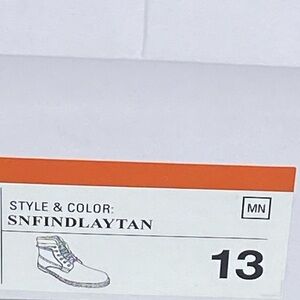 STYLE & COLOR:
SNFINDLAYTAN
MN
13